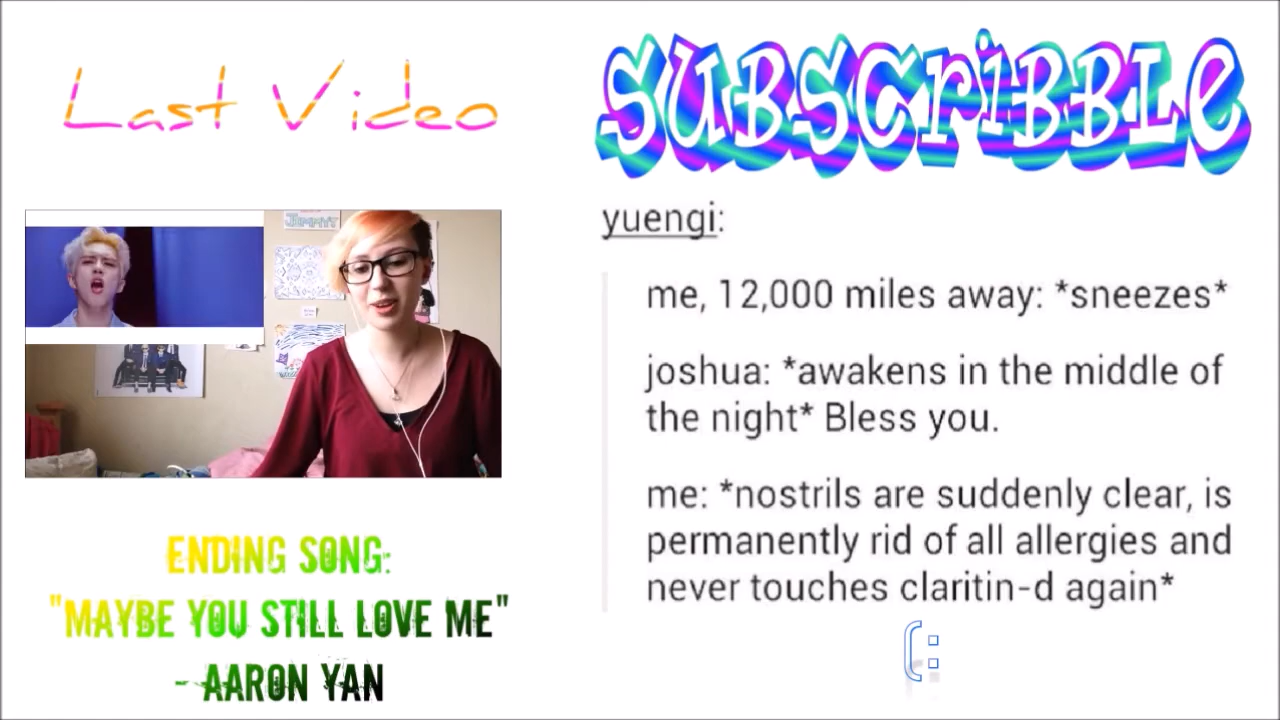 Last Video
SUBSCRIBBLE
yuengi:
me, 12,000 miles away: *sneezes*
joshua: *awakens in the middle of
the night* Bless you.
me: *nostrils are suddenly clear, is
permanently rid of all allergies and
never touches claritin-d again*
(:
ENDING SONG:
"MAYBE YOU STILL LOVE ME"
- AARON YAN